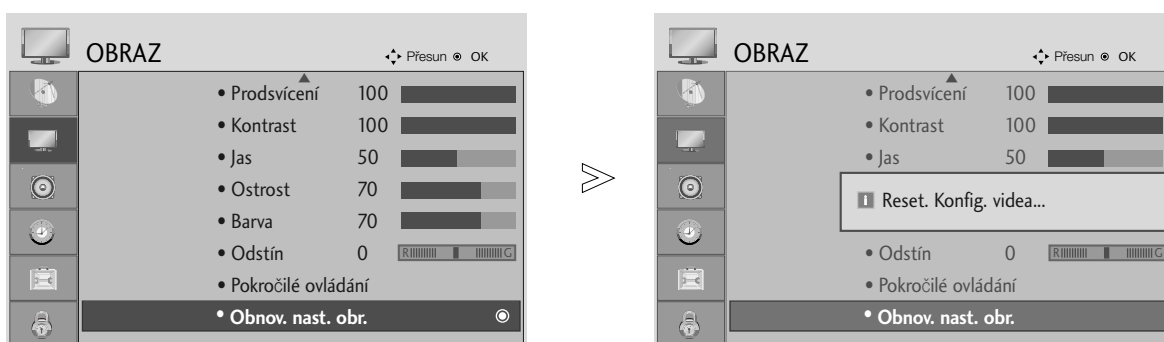 OBRAZ
Přesun OK
• Prodsvícení 100
• Kontrast 100
• Jas 50
• Ostrost 70
• Barva 70
• Odstín 0 R G
• Pokročilé ovládání
• Obnov. nast. obr.
OBRAZ
Přesun OK
• Prodsvícení 100
• Kontrast 100
• Jas 50
i Reset. Konfig. videa...
• Odstín 0 R G
• Pokročilé ovládání
• Obnov. nast. obr.